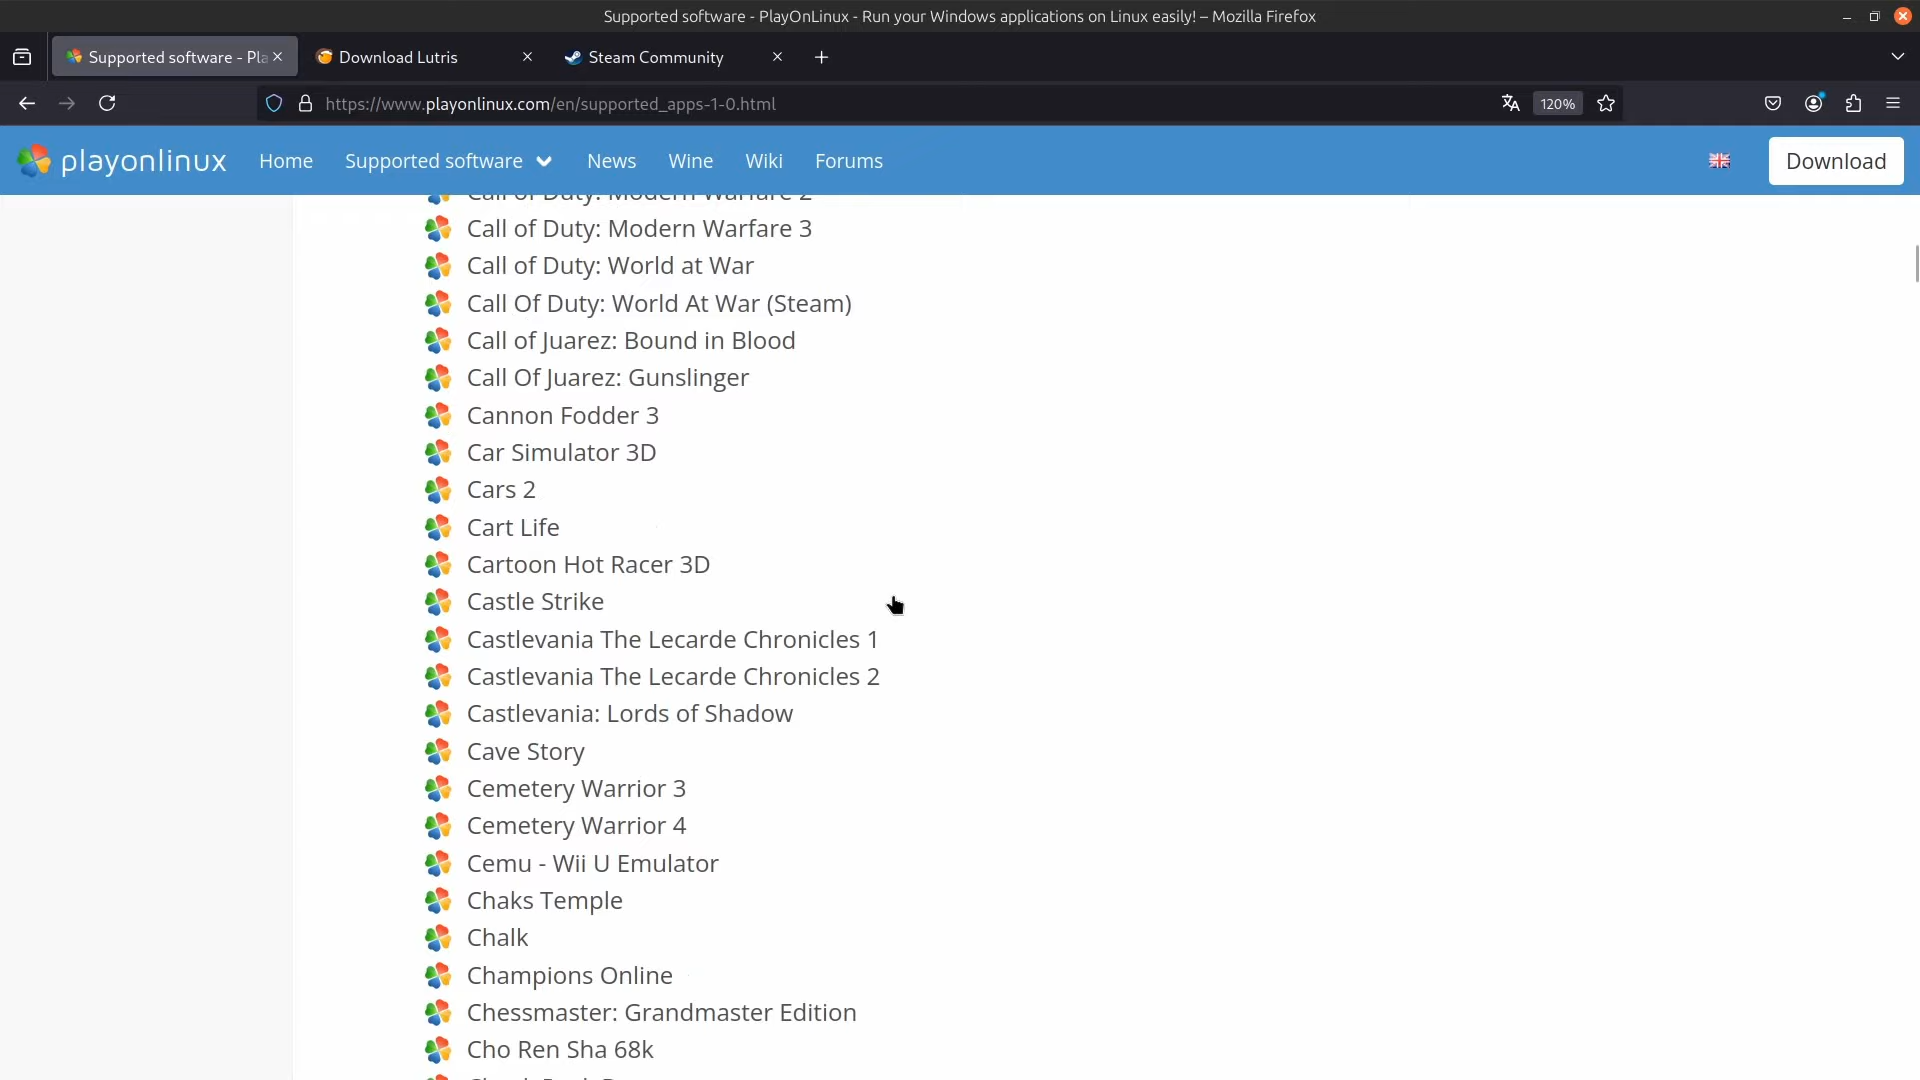 Supported software - PlayOnLinux - Run your Windows applications on Linux easily! – Mozilla Firefox
Supported software - Pla
Download Lutris
Steam Community
https://www.playonlinux.com/en/supported_apps-1-0.html
120%
playonlinux
Home
Supported software
News
Wine
Wiki
Forums
Download
Call of Duty: Modern Warfare 2
Call of Duty: Modern Warfare 3
Call of Duty: World at War
Call Of Duty: World At War (Steam)
Call of Juarez: Bound in Blood
Call Of Juarez: Gunslinger
Cannon Fodder 3
Car Simulator 3D
Cars 2
Cart Life
Cartoon Hot Racer 3D
Castle Strike
Castlevania The Lecarde Chronicles 1
Castlevania The Lecarde Chronicles 2
Castlevania: Lords of Shadow
Cave Story
Cemetery Warrior 3
Cemetery Warrior 4
Cemu - Wii U Emulator
Chaks Temple
Chalk
Champions Online
Chessmaster: Grandmaster Edition
Cho Ren Sha 68k